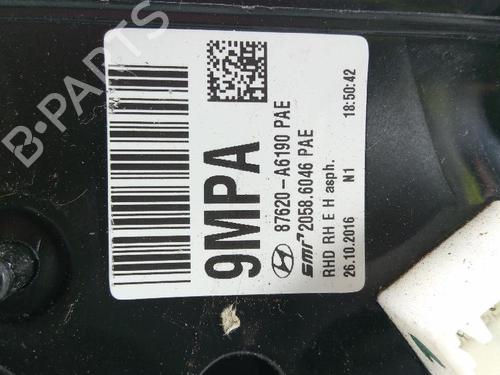 9MPA
87620-A6190 PAE
SMR 2058.6046 PAE
RHD RH E H asph.
26.10.2016 N1 18:50:42
B-PARTS